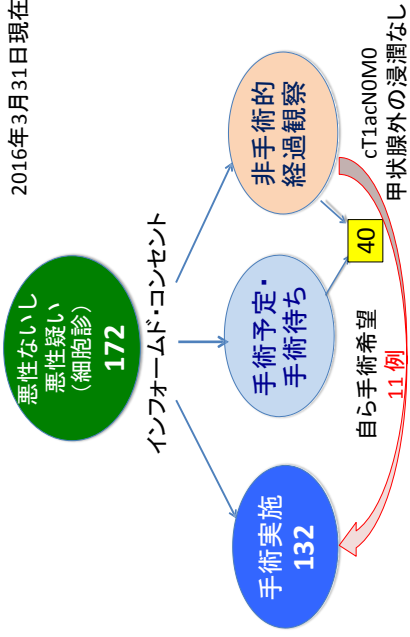 2016年3月31日現在
悪性ないし
悪性疑い
(細胞診)
172
インフォームド・コンセント
手術実施
132
手術予定・
手術待ち
非手術的
経過観察
40
自ら手術希望
11 例
cT1acN0M0
甲状腺外の浸潤なし